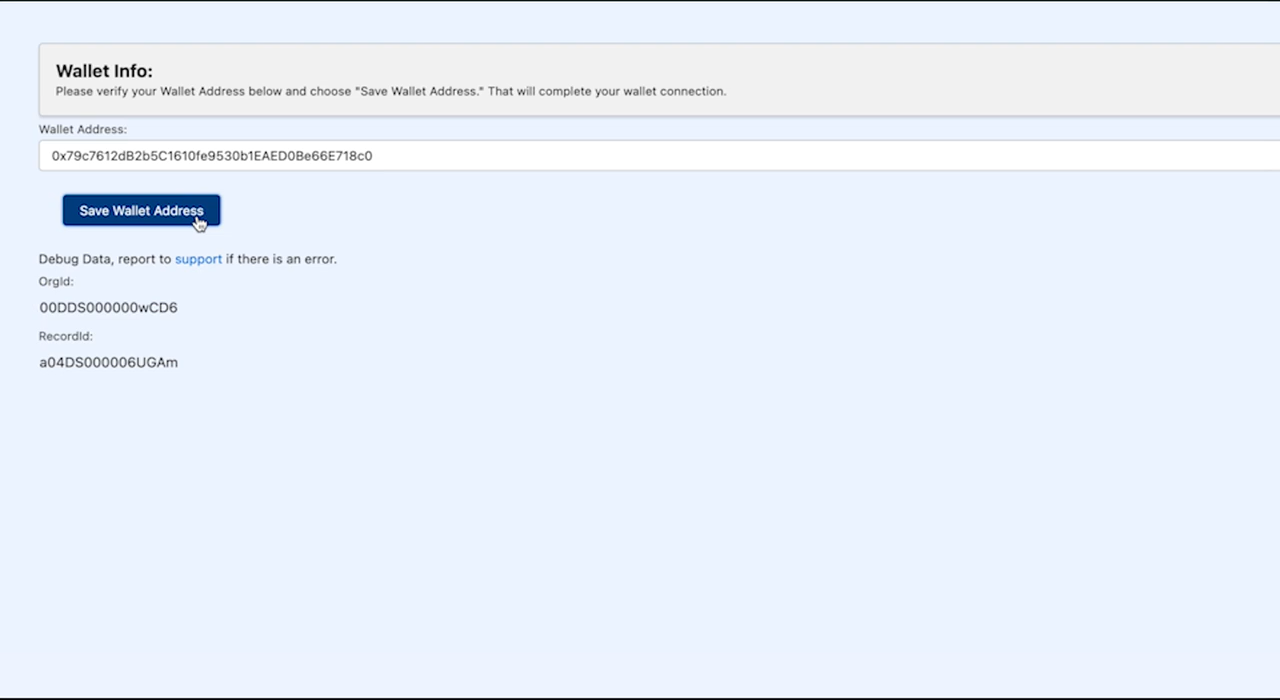 Wallet Info:
Please verify your Wallet Address below and choose "Save Wallet Address." That will complete your wallet connection.
Wallet Address:
0x79c7612dB2b5C1610fe9530b1EAED0Be66E718c0
Save Wallet Address
Debug Data, report to support if there is an error.
OrgId:
00DDS000000wCD6
RecordId:
a04DS000006UGAm